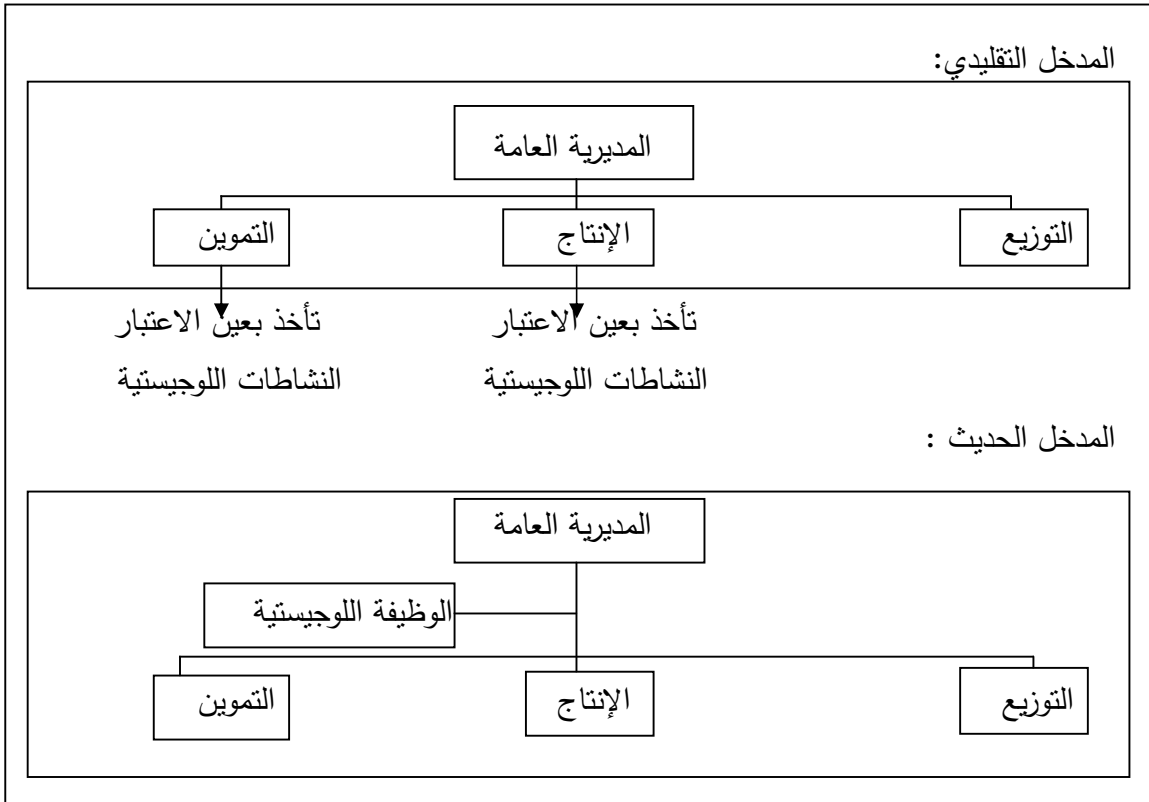 المدخل التقليدي:
المديرية العامة
التوزيع
الإنتاج
التموين
تأخذ بعين الاعتبار
النشاطات اللوجيستية
تأخذ بعين الاعتبار
النشاطات اللوجيستية
المدخل الحديث :
المديرية العامة
الوظيفة اللوجيستية
التوزيع
الإنتاج
التموين